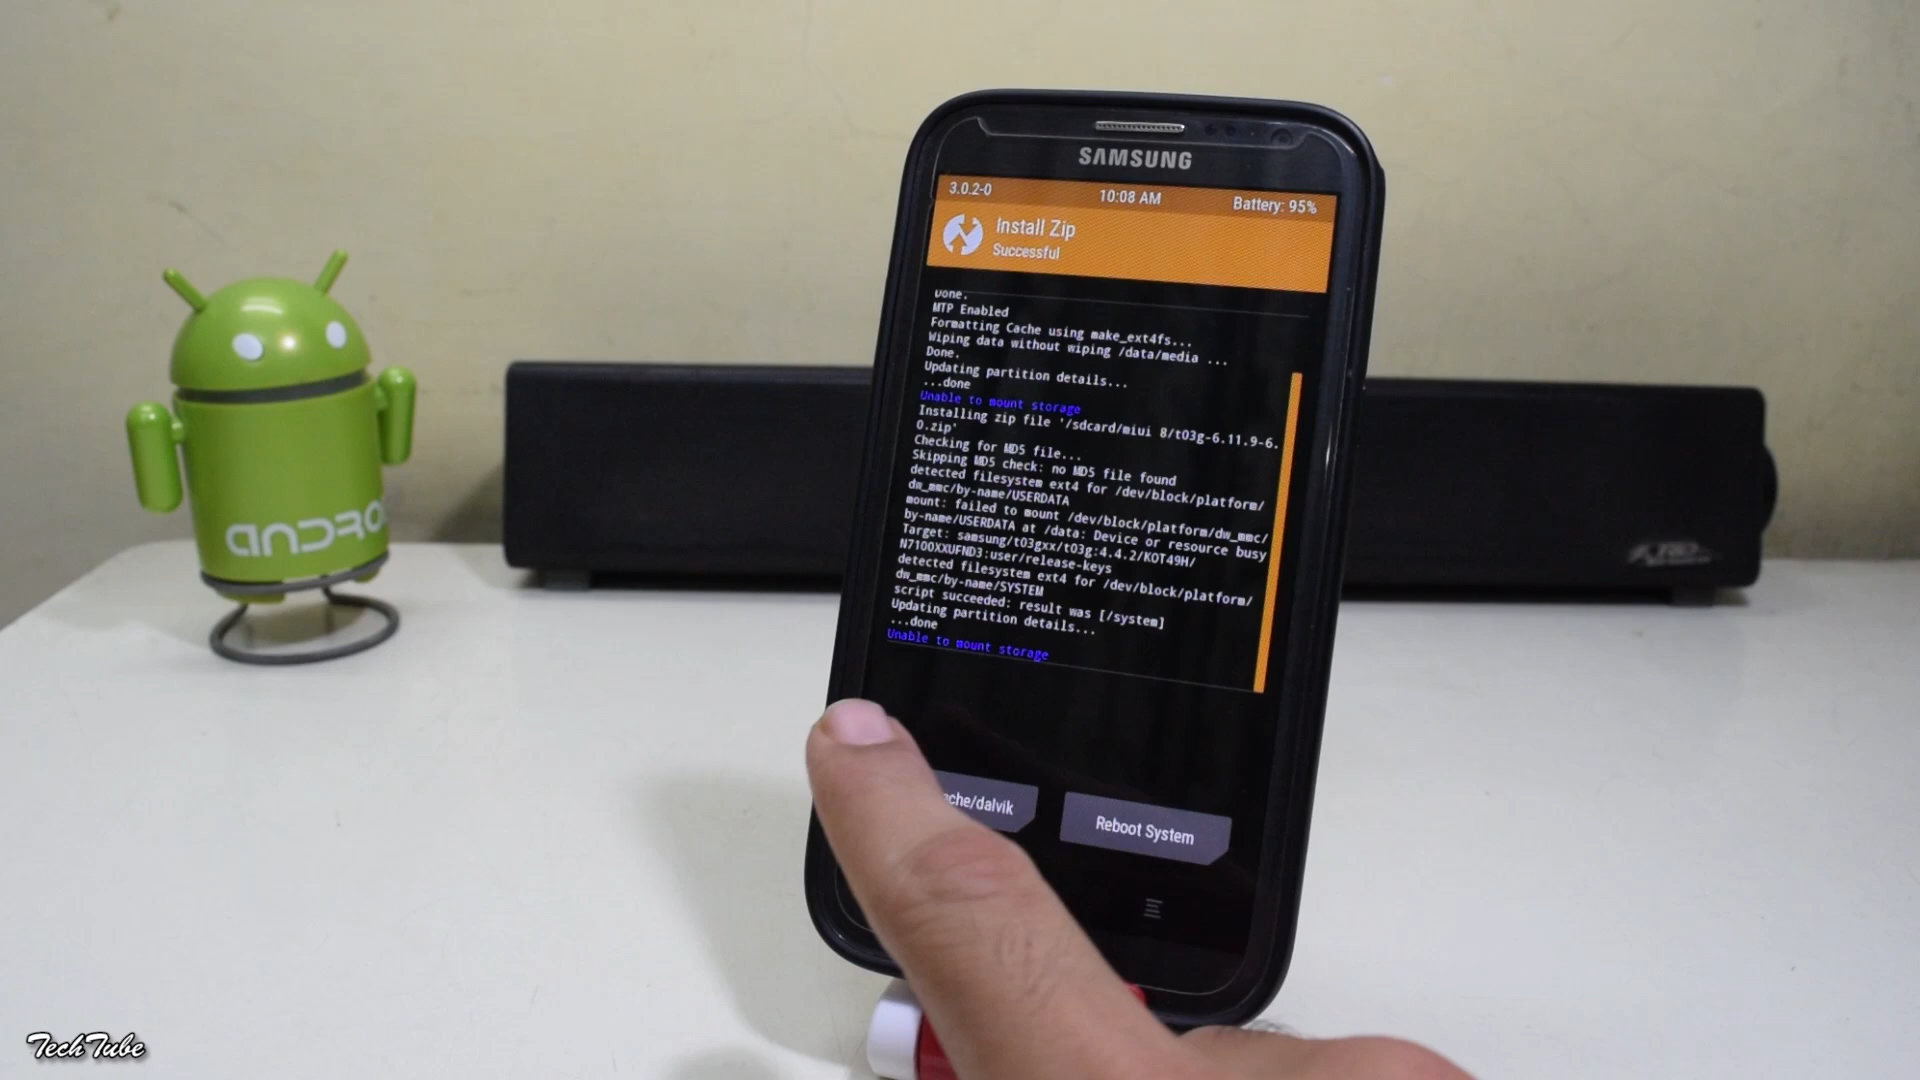 SAMSUNG
3.0.2-0 10:08 AM Battery: 95%
Install Zip
Successful
Done.
MTP Enabled
Formatting Cache using make_ext4fs...
Wiping data without wiping /data/media ...
Done.
Updating partition details...
...done
Unable to mount storage
Installing zip file '/sdcard/miui 8/t03g-6.11.9-6.
0.zip'
Checking for MD5 file...
Skipping MD5 check: no MD5 file found
detected filesystem ext4 for /dev/block/platform/
dw_mmc/by-name/USERDATA
mount: failed to mount /dev/block/platform/dw_mmc/
by-name/USERDATA at /data: Device or resource busy
Target: samsung/t03gxx/t03g:4.4.2/KOT49H/
N7100XXUFND3:user/release-keys
detected filesystem ext4 for /dev/block/platform/
dw_mmc/by-name/SYSTEM
script succeeded: result was [/system]
Updating partition details...
...done
Unable to mount storage
che/dalvik
Reboot System
ANDRO
TechTube